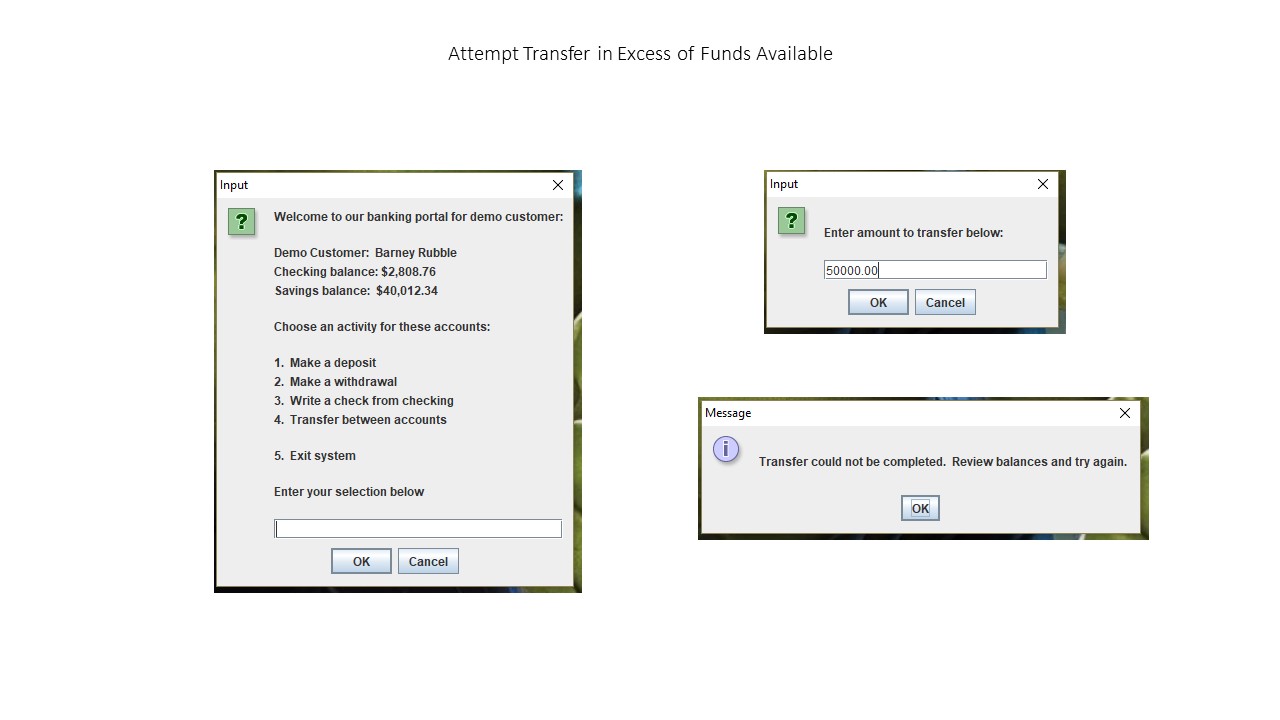 Attempt Transfer in Excess of Funds Available
Input
?
Welcome to our banking portal for demo customer:
Demo Customer:  Barney Rubble
Checking balance: $2,808.76
Savings balance:  $40,012.34
Choose an activity for these accounts:
1.  Make a deposit
2.  Make a withdrawal
3.  Write a check from checking
4.  Transfer between accounts
5.  Exit system
Enter your selection below
OK Cancel
Input
?
Enter amount to transfer below:
50000.00
OK Cancel
Message
i
Transfer could not be completed.  Review balances and try again.
OK